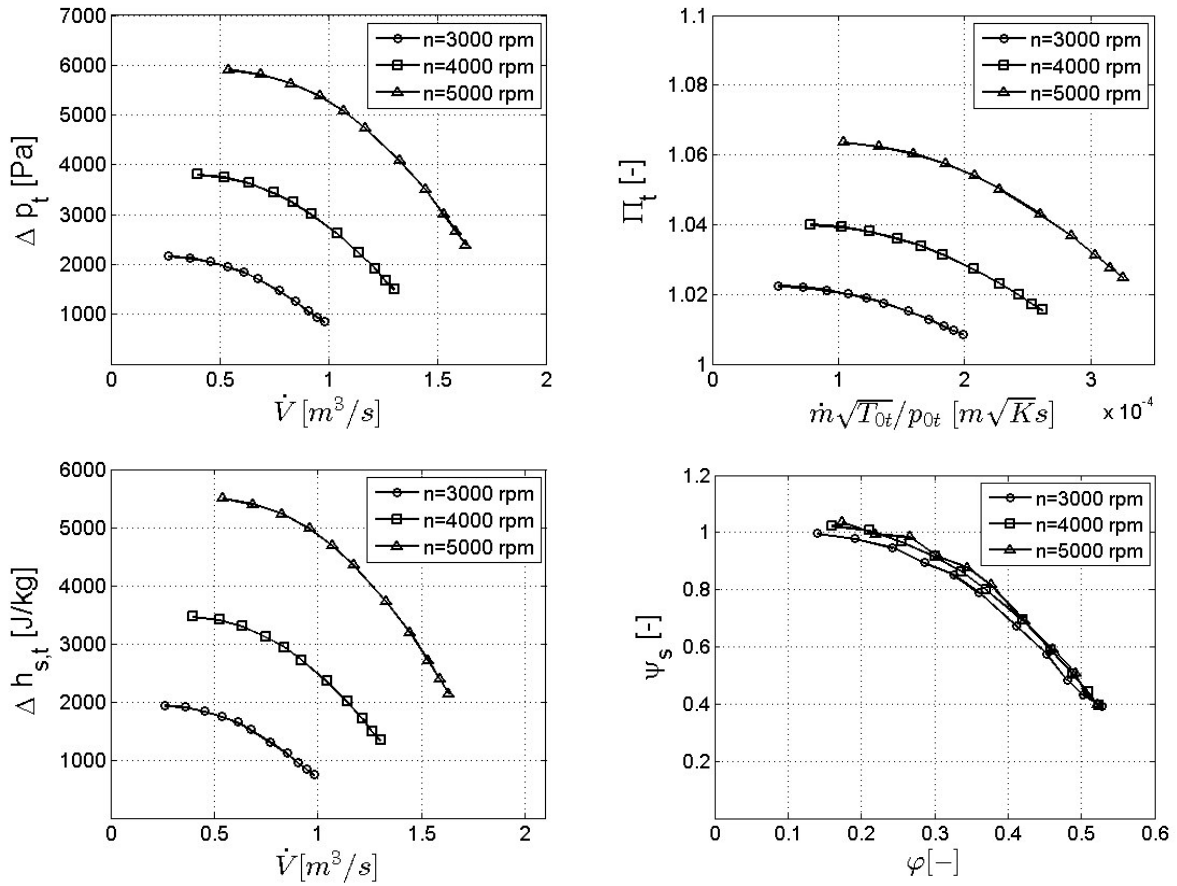 7000
6000
5000
4000
3000
2000
1000
0
0.5
1
1.5
2
Δ p_t [Pa]
V̇ [m³/s]
n=3000 rpm
n=4000 rpm
n=5000 rpm
1.1
1.08
1.06
1.04
1.02
1
0
1
2
3
x 10⁻⁴
Π_t [-]
ṁ√T₀ₜ/p₀ₜ [m√Ks]
n=3000 rpm
n=4000 rpm
n=5000 rpm
6000
5000
4000
3000
2000
1000
0
0.5
1
1.5
2
Δ h_s,t [J/kg]
V̇[m³/s]
n=3000 rpm
n=4000 rpm
n=5000 rpm
1.2
1
0.8
0.6
0.4
0.2
0
0.1
0.2
0.3
0.4
0.5
0.6
Ψ_s [-]
φ[−]
n=3000 rpm
n=4000 rpm
n=5000 rpm